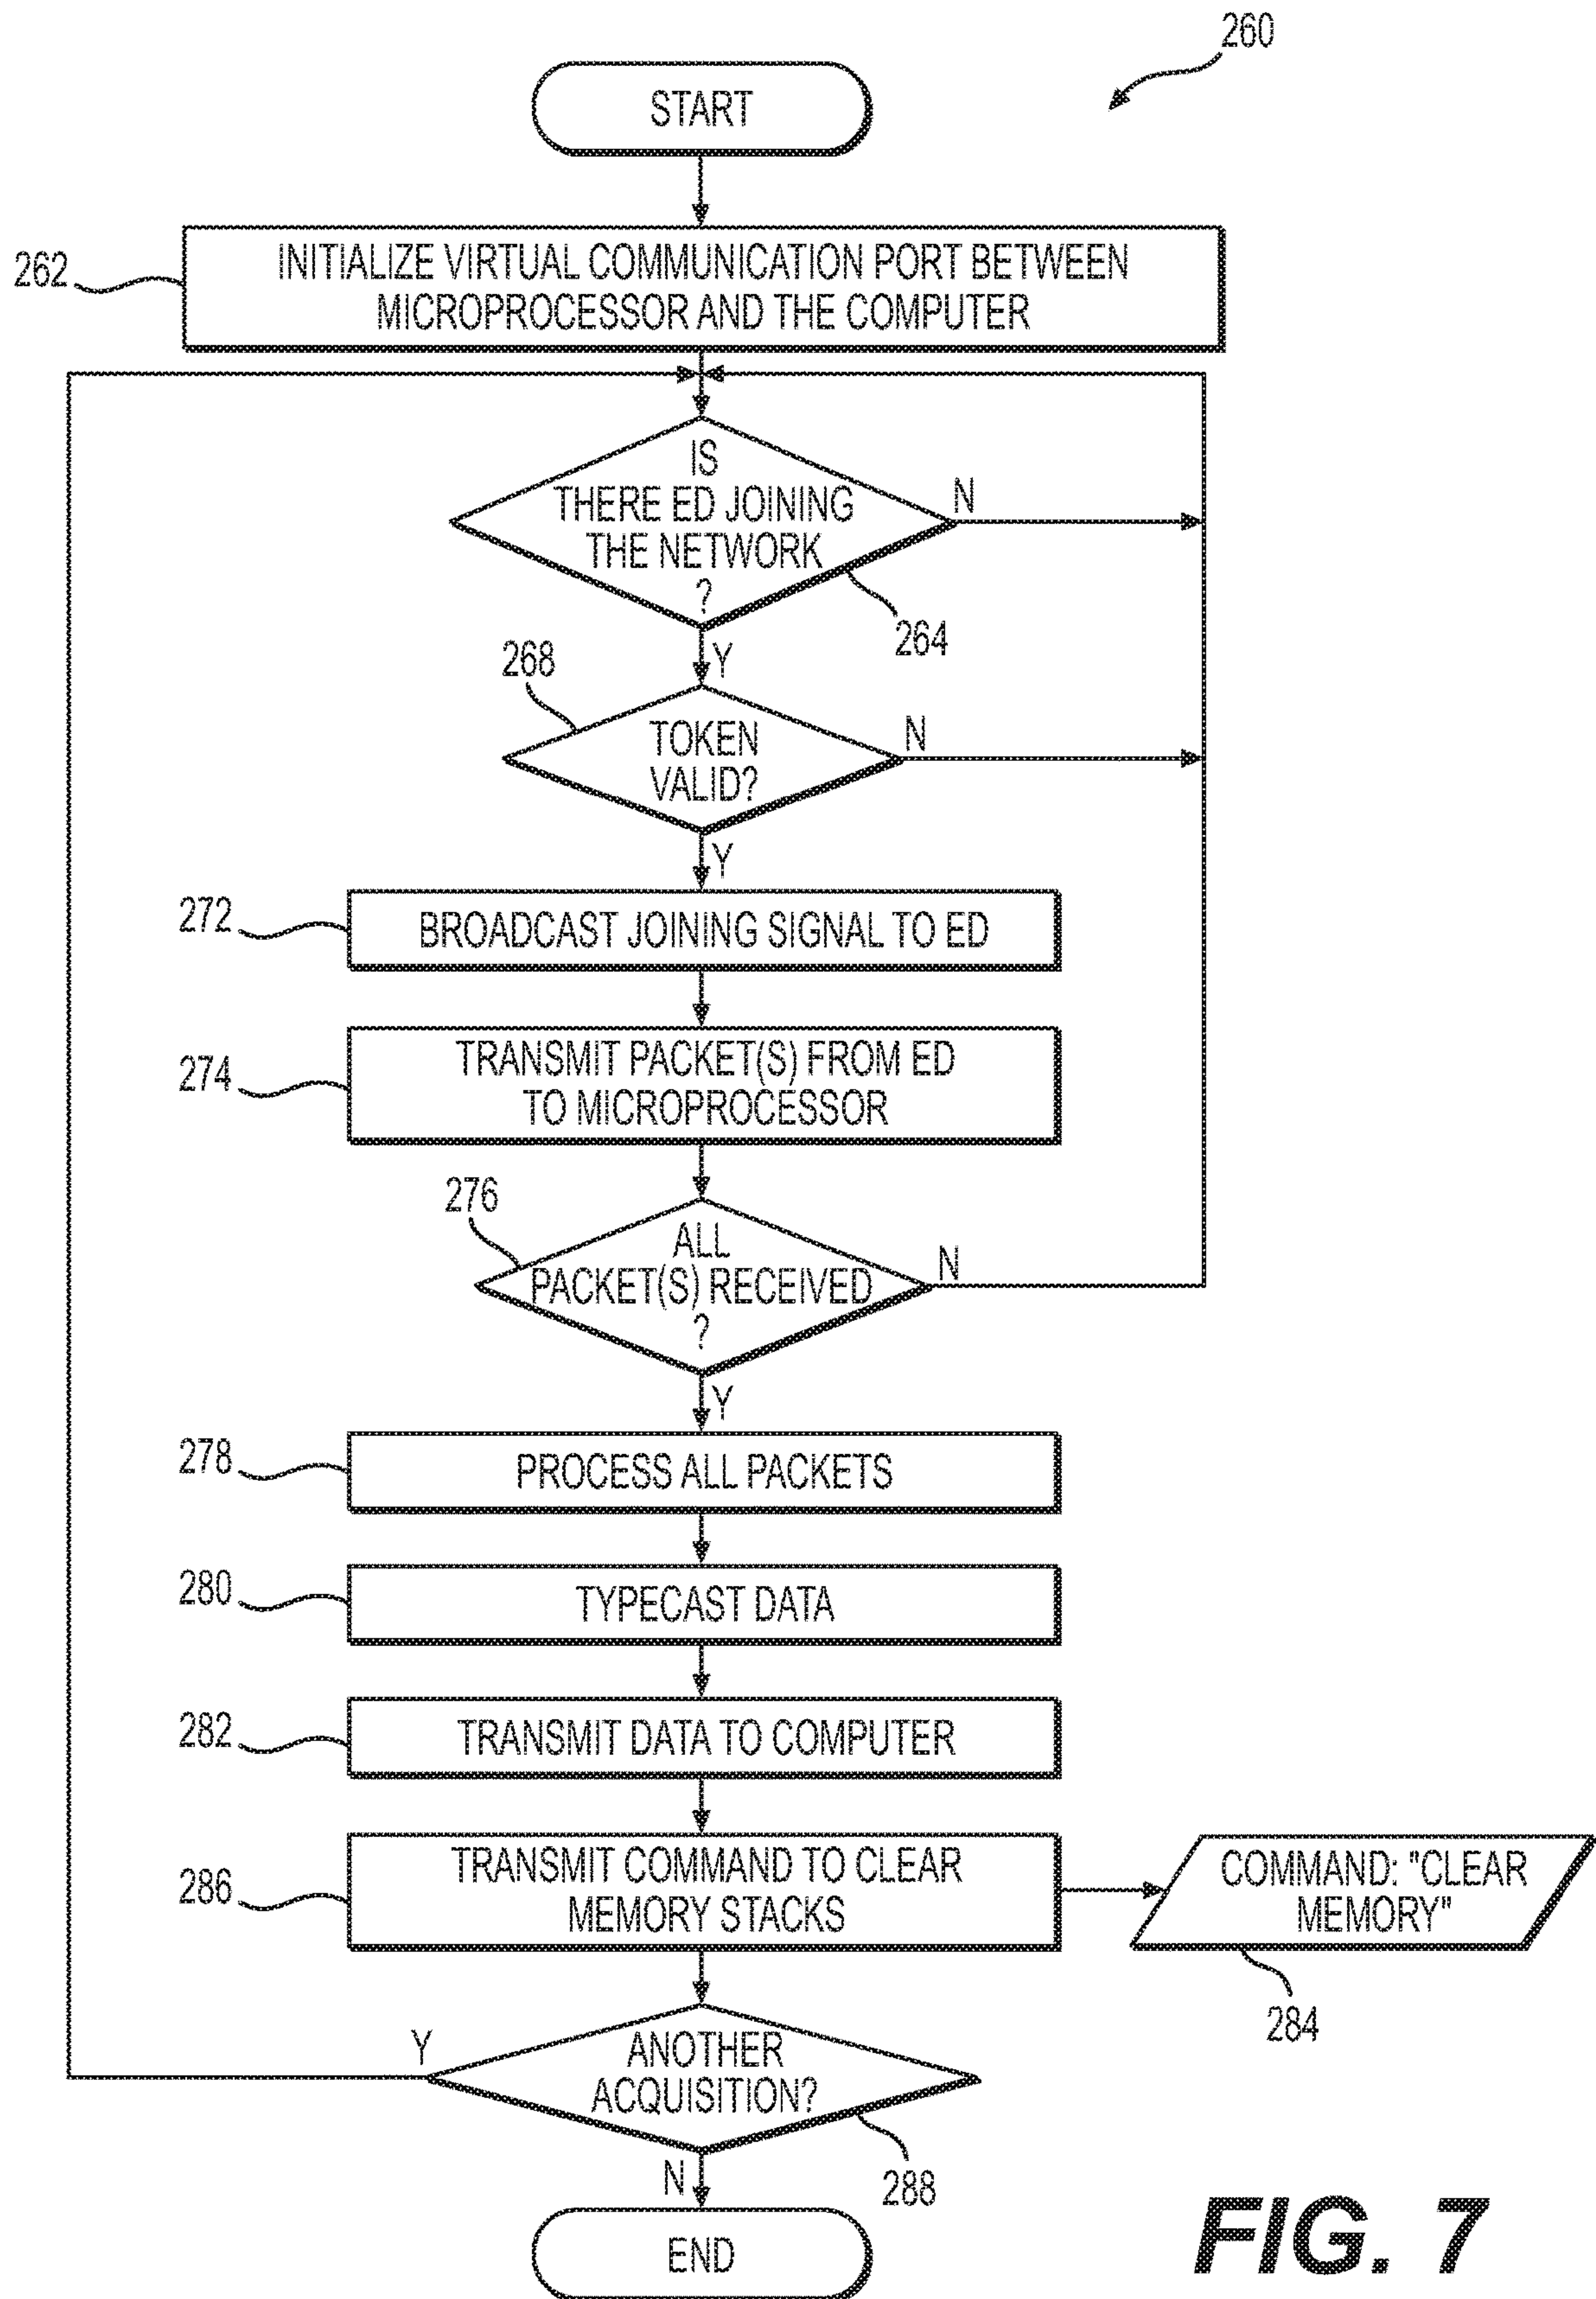 260
START
262
INITIALIZE VIRTUAL COMMUNICATION PORT BETWEEN
MICROPROCESSOR AND THE COMPUTER
IS
THERE ED JOINING
THE NETWORK
?
N
264
Y
268
TOKEN
VALID?
N
Y
272
BROADCAST JOINING SIGNAL TO ED
274
TRANSMIT PACKET(S) FROM ED
TO MICROPROCESSOR
276
ALL
PACKET(S) RECEIVED
?
N
Y
278
PROCESS ALL PACKETS
280
TYPECAST DATA
282
TRANSMIT DATA TO COMPUTER
286
TRANSMIT COMMAND TO CLEAR
MEMORY STACKS
COMMAND: "CLEAR
MEMORY"
284
Y
ANOTHER
ACQUISITION?
288
N
END
FIG. 7